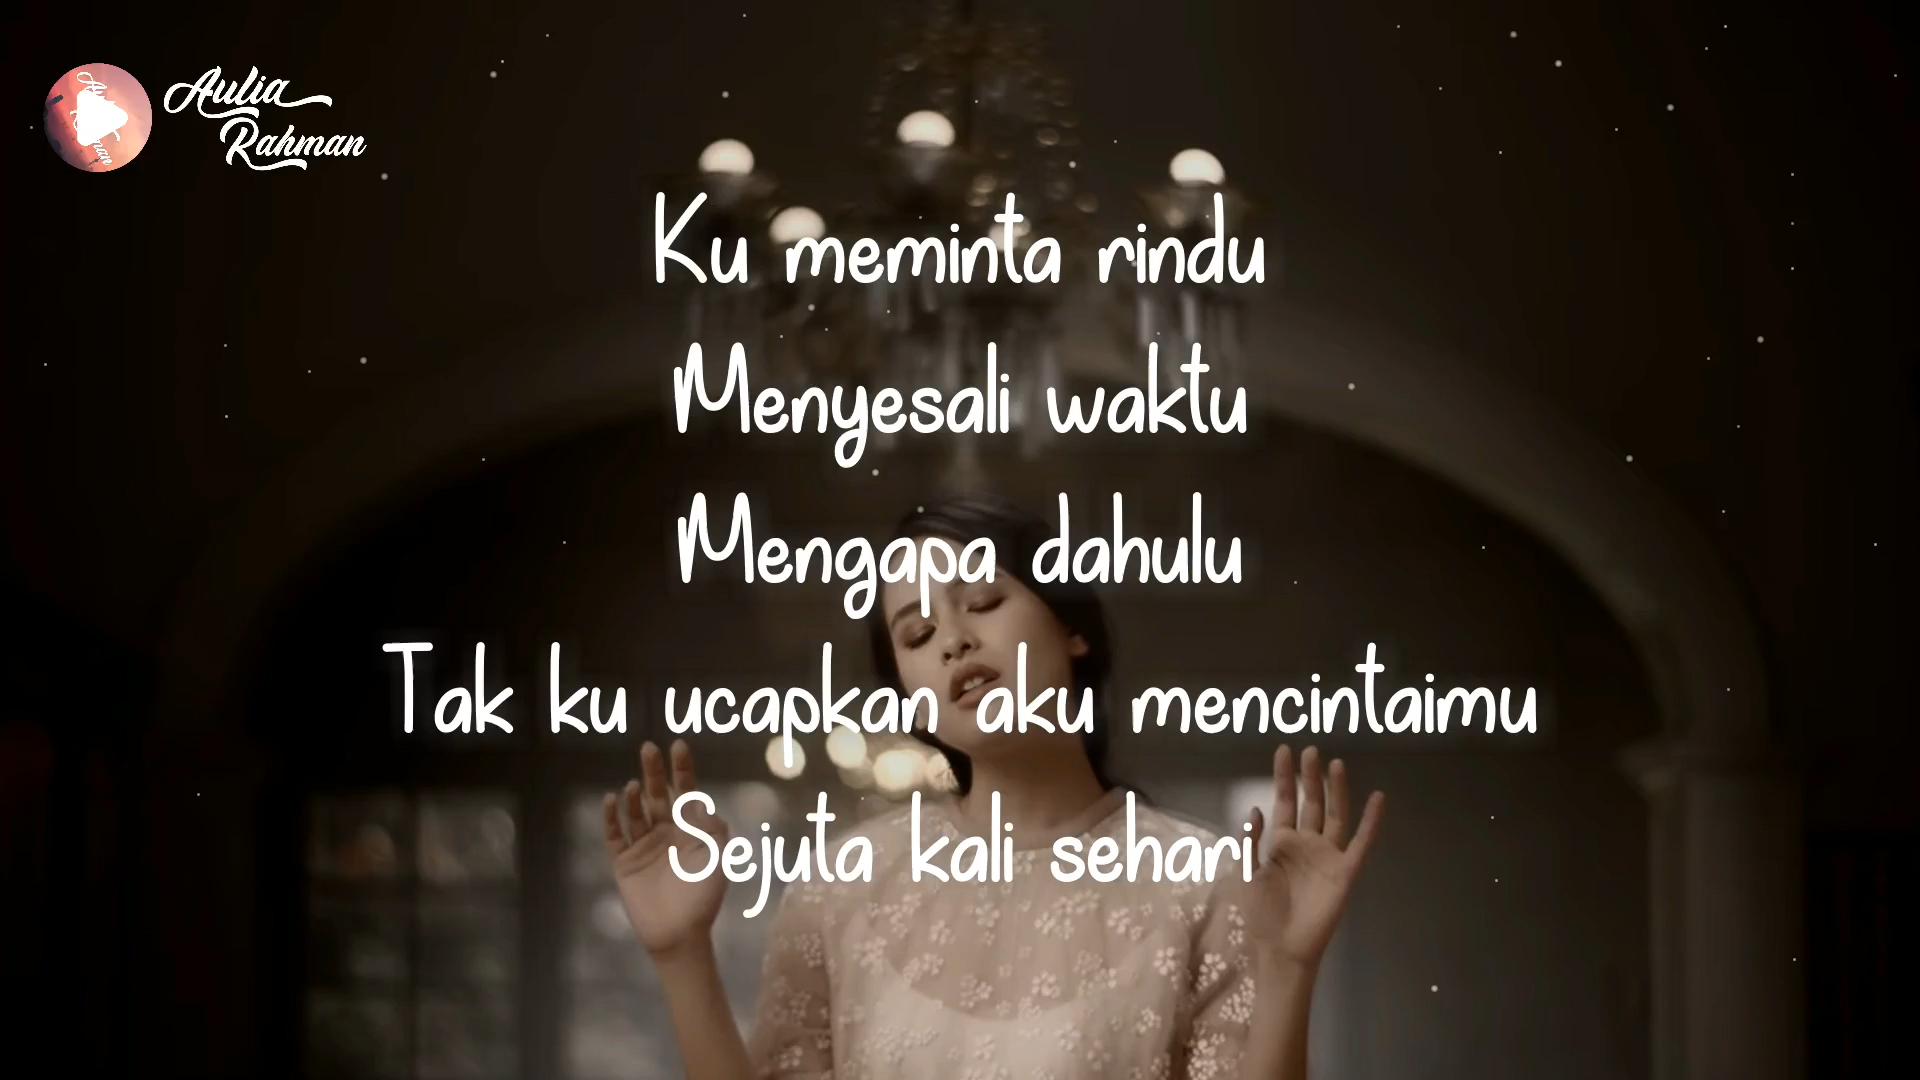 Aulia
Rahman
Ku meminta rindu
Menyesali waktu
Mengapa dahulu
Tak ku ucapkan aku mencintaimu
Sejuta kali sehari